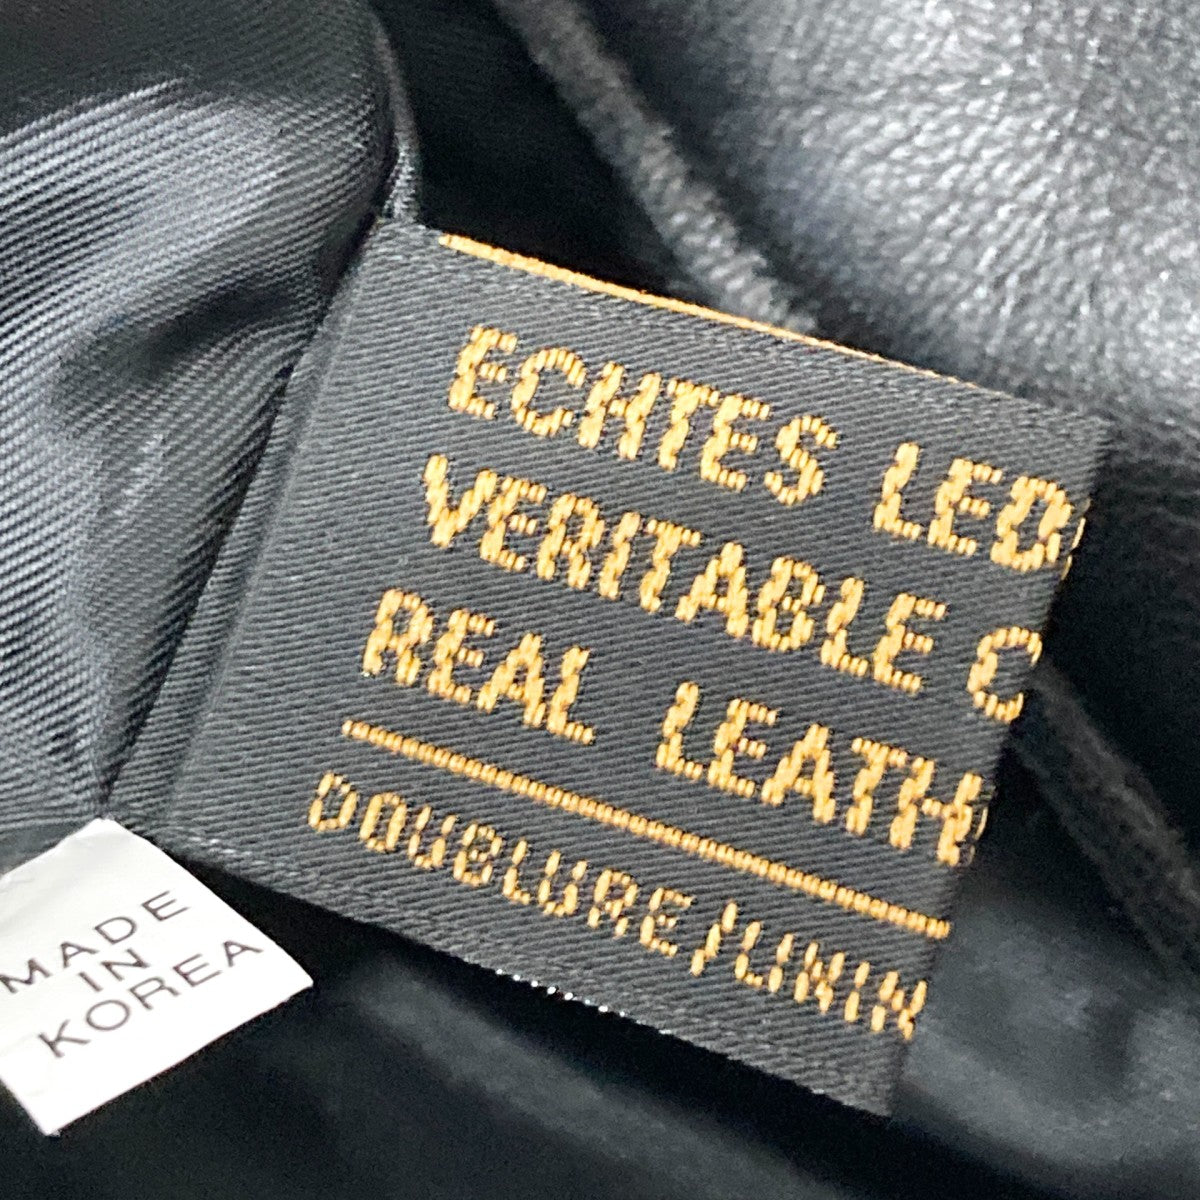 ECHTES LED
VERITABLE C
REAL LEATH
DOUBLURE/LININ
MADE
IN
KOREA